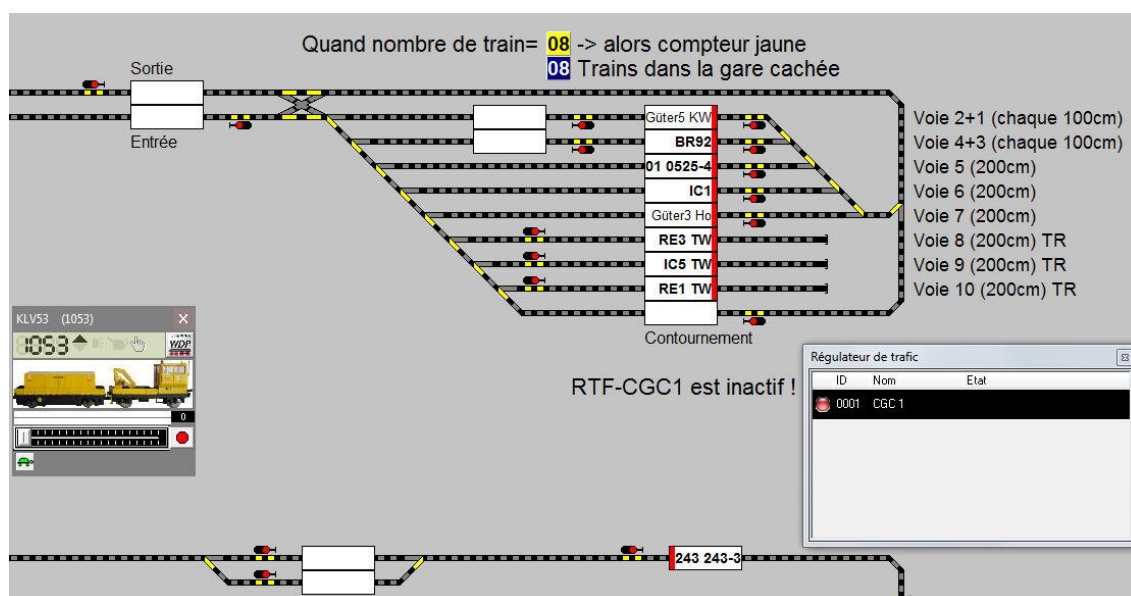 Quand nombre de train= 08 -> alors compteur jaune
08 Trains dans la gare cachée
Sortie
Entrée
Güter5 KW
Voie 2+1 (chaque 100cm)
BR92
Voie 4+3 (chaque 100cm)
01 0525-4
Voie 5 (200cm)
IC1
Voie 6 (200cm)
Güter3 Ho
Voie 7 (200cm)
RE3 TW
Voie 8 (200cm) TR
IC5 TW
Voie 9 (200cm) TR
RE1 TW
Voie 10 (200cm) TR
Contournement
KLV53 (1053)
1053
WDP
0
RTF-CGC1 est inactif !
Régulateur de trafic
ID Nom Etat
0001 CGC 1
243 243-3